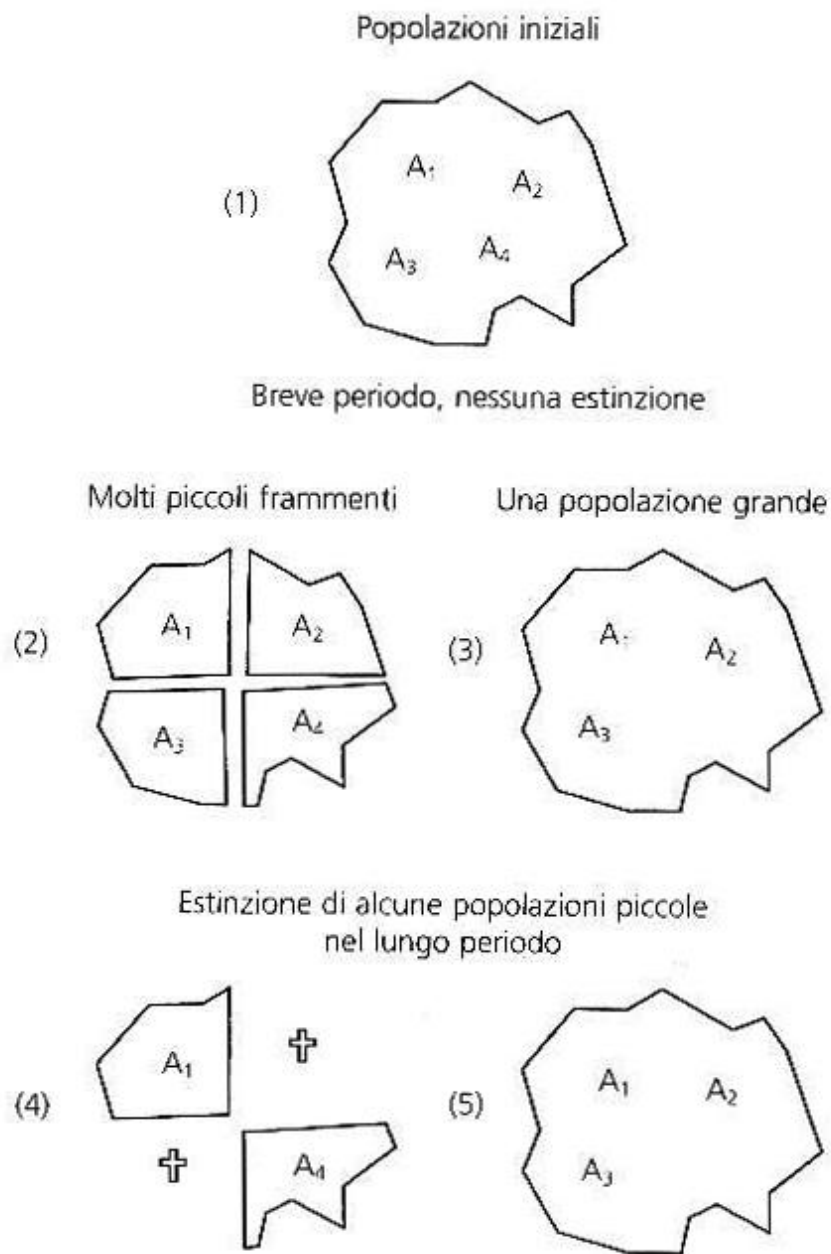 Popolazioni iniziali
(1)
A₁
A₂
A₃
A₄
Breve periodo, nessuna estinzione
Molti piccoli frammenti
Una popolazione grande
(2)
A₁
A₂
A₃
A₄
(3)
A₁
A₂
A₃
Estinzione di alcune popolazioni piccole
nel lungo periodo
(4)
A₁
A₄
(5)
A₁
A₂
A₃